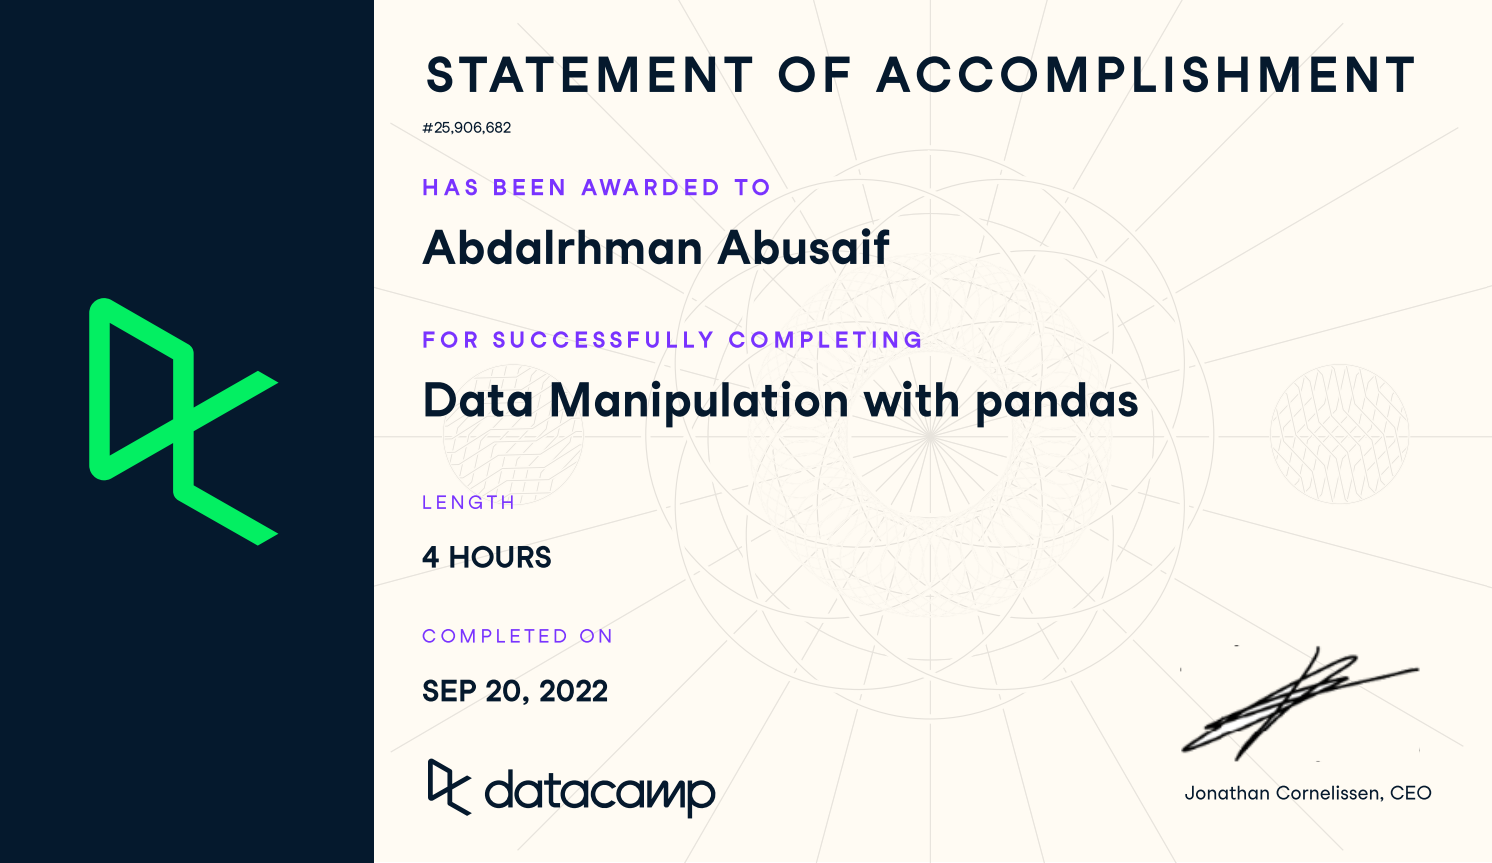 STATEMENT OF ACCOMPLISHMENT
#25,906,682
HAS BEEN AWARDED TO
Abdalrhman Abusaif
FOR SUCCESSFULLY COMPLETING
Data Manipulation with pandas
LENGTH
4 HOURS
COMPLETED ON
SEP 20, 2022
datacamp
Jonathan Cornelissen, CEO